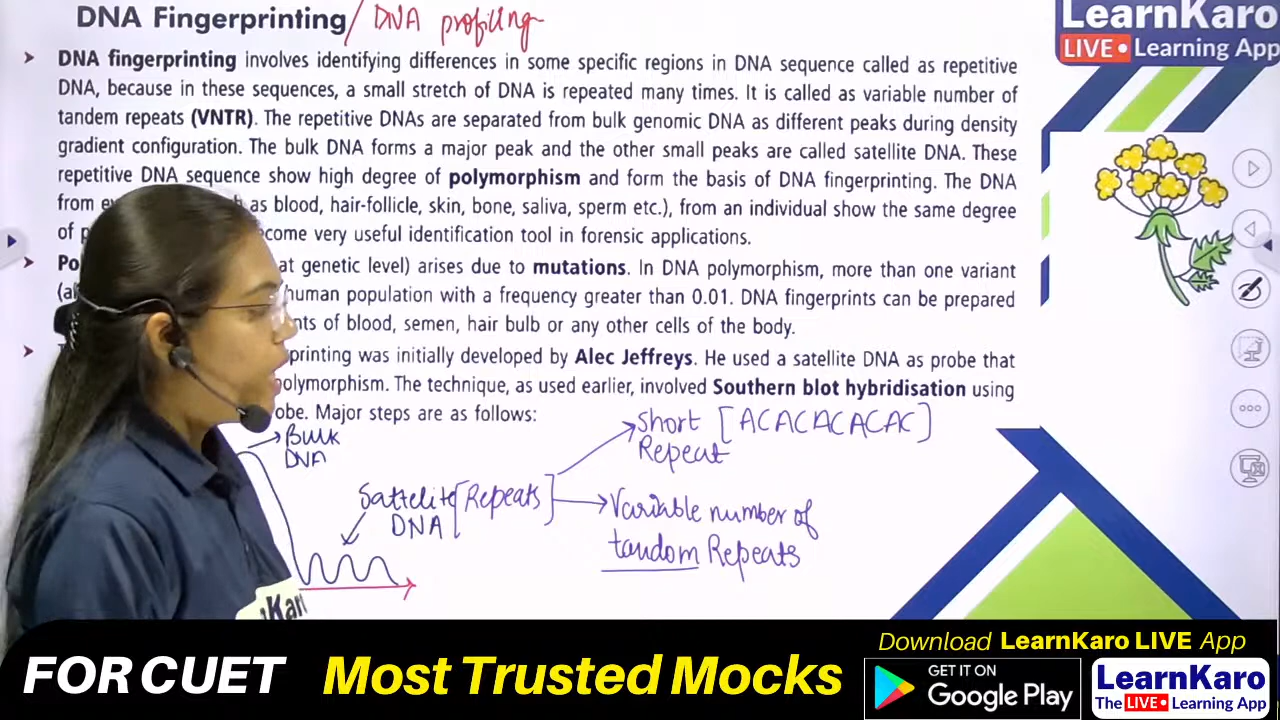 DNA Fingerprinting / DNA profiling
LearnKaro
LIVE • Learning App
DNA fingerprinting involves identifying differences in some specific regions in DNA sequence called as repetitive
DNA, because in these sequences, a small stretch of DNA is repeated many times. It is called as variable number of
tandem repeats (VNTR). The repetitive DNAs are separated from bulk genomic DNA as different peaks during density
gradient configuration. The bulk DNA forms a major peak and the other small peaks are called satellite DNA. These
repetitive DNA sequence show high degree of polymorphism and form the basis of DNA fingerprinting. The DNA
from as blood, hair-follicle, skin, bone, saliva, sperm etc.), from an individual show the same degree
of very useful identification tool in forensic applications.
at genetic level) arises due to mutations. In DNA polymorphism, more than one variant
human population with a frequency greater than 0.01. DNA fingerprints can be prepared
of blood, semen, hair bulb or any other cells of the body.
was initially developed by Alec Jeffreys. He used a satellite DNA as probe that
The technique, as used earlier, involved Southern blot hybridisation using
Major steps are as follows:
Bulk
DNA
Sattelite [Repeats]
DNA
Short [ACACACACAC]
Repeat
Variable number of
tandom Repeats
FOR CUET Most Trusted Mocks
Download LearnKaro LIVE App
GET IT ON
Google Play
LearnKaro
The LIVE • Learning App